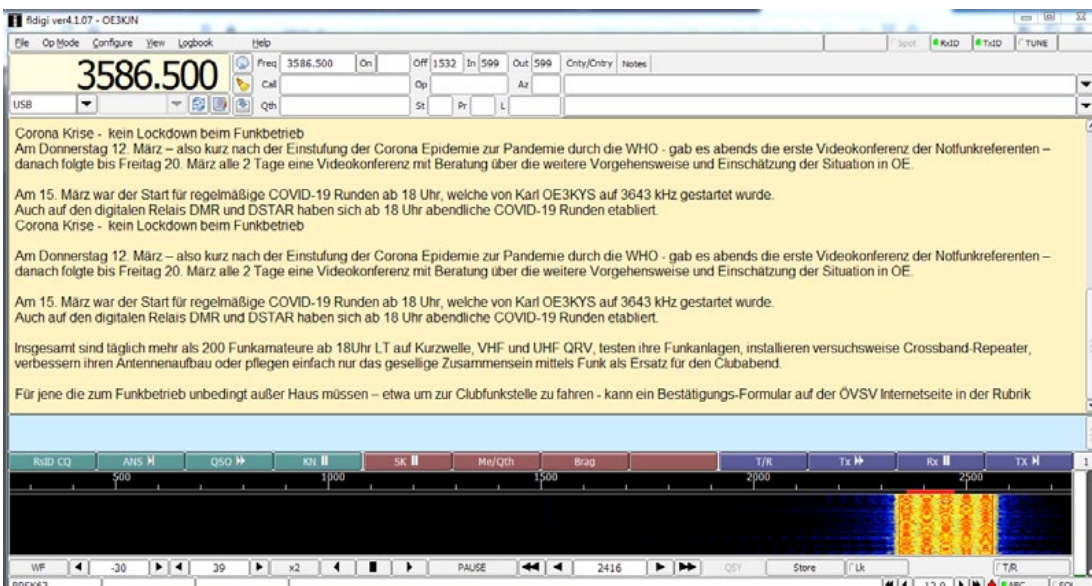 fldigi ver4.1.07 - OE3KJN
File Op Mode Configure View Logbook Help
Spot RxID TxID TUNE
3586.500
Freq 3586.500 On Off 1532 In 599 Out 599 Cnty/Cntry Notes
Call Op Az
USB
Qth St Pr L
Corona Krise - kein Lockdown beim Funkbetrieb
Am Donnerstag 12. März – also kurz nach der Einstufung der Corona Epidemie zur Pandemie durch die WHO - gab es abends die erste Videokonferenz der Notfunkreferenten –
danach folgte bis Freitag 20. März alle 2 Tage eine Videokonferenz mit Beratung über die weitere Vorgehensweise und Einschätzung der Situation in OE.
Am 15. März war der Start für regelmäßige COVID-19 Runden ab 18 Uhr, welche von Karl OE3KYS auf 3643 kHz gestartet wurde.
Auch auf den digitalen Relais DMR und DSTAR haben sich ab 18 Uhr abendliche COVID-19 Runden etabliert.
Corona Krise - kein Lockdown beim Funkbetrieb
Am Donnerstag 12. März – also kurz nach der Einstufung der Corona Epidemie zur Pandemie durch die WHO - gab es abends die erste Videokonferenz der Notfunkreferenten –
danach folgte bis Freitag 20. März alle 2 Tage eine Videokonferenz mit Beratung über die weitere Vorgehensweise und Einschätzung der Situation in OE.
Am 15. März war der Start für regelmäßige COVID-19 Runden ab 18 Uhr, welche von Karl OE3KYS auf 3643 kHz gestartet wurde.
Auch auf den digitalen Relais DMR und DSTAR haben sich ab 18 Uhr abendliche COVID-19 Runden etabliert.
Insgesamt sind täglich mehr als 200 Funkamateure ab 18Uhr LT auf Kurzwelle, VHF und UHF QRV, testen ihre Funkanlagen, installieren versuchsweise Crossband-Repeater,
verbessern ihren Antennenaufbau oder pflegen einfach nur das gesellige Zusammensein mittels Funk als Ersatz für den Clubabend.
Für jene die zum Funkbetrieb unbedingt außer Haus müssen – etwa um zur Clubfunkstelle zu fahren - kann ein Bestätigungs-Formular auf der ÖVSV Internetseite in der Rubrik
RSID CQ ANS QSO KN SK Me/Qth Brag T/R Tx Rx TX 1
500 1000 1500 2000 2500
WF -30 39 x2 PAUSE 2416 QSY Store Lk T/R